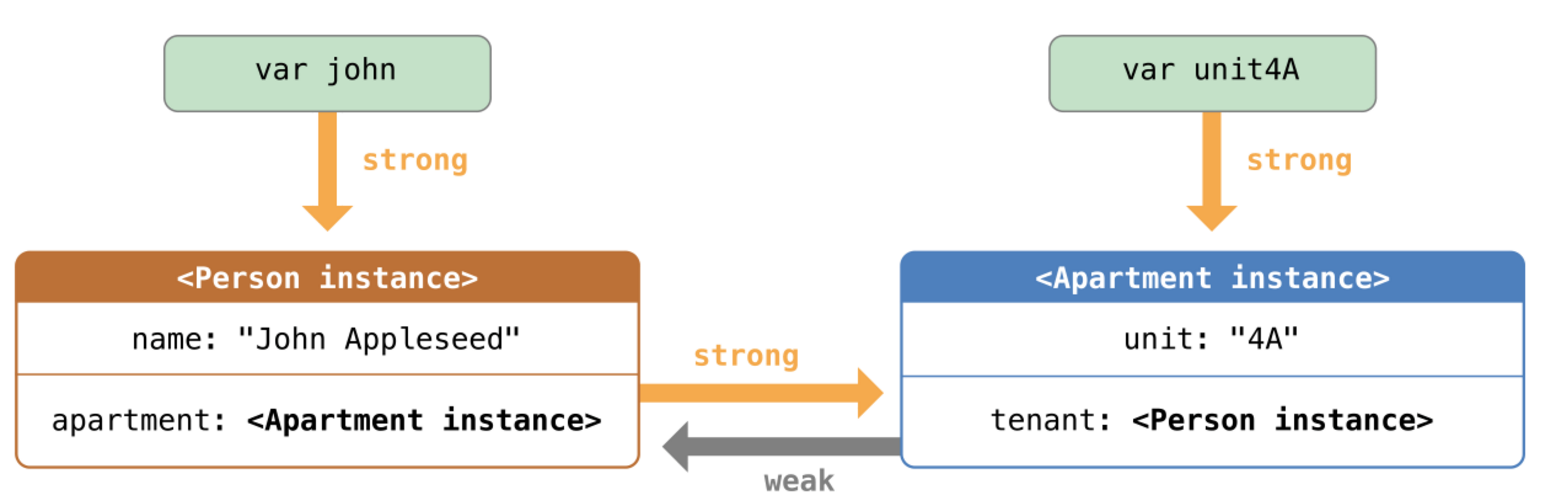 var john
var unit4A
strong
strong
<Person instance>
<Apartment instance>
name: "John Appleseed"
unit: "4A"
strong
apartment: <Apartment instance>
tenant: <Person instance>
weak